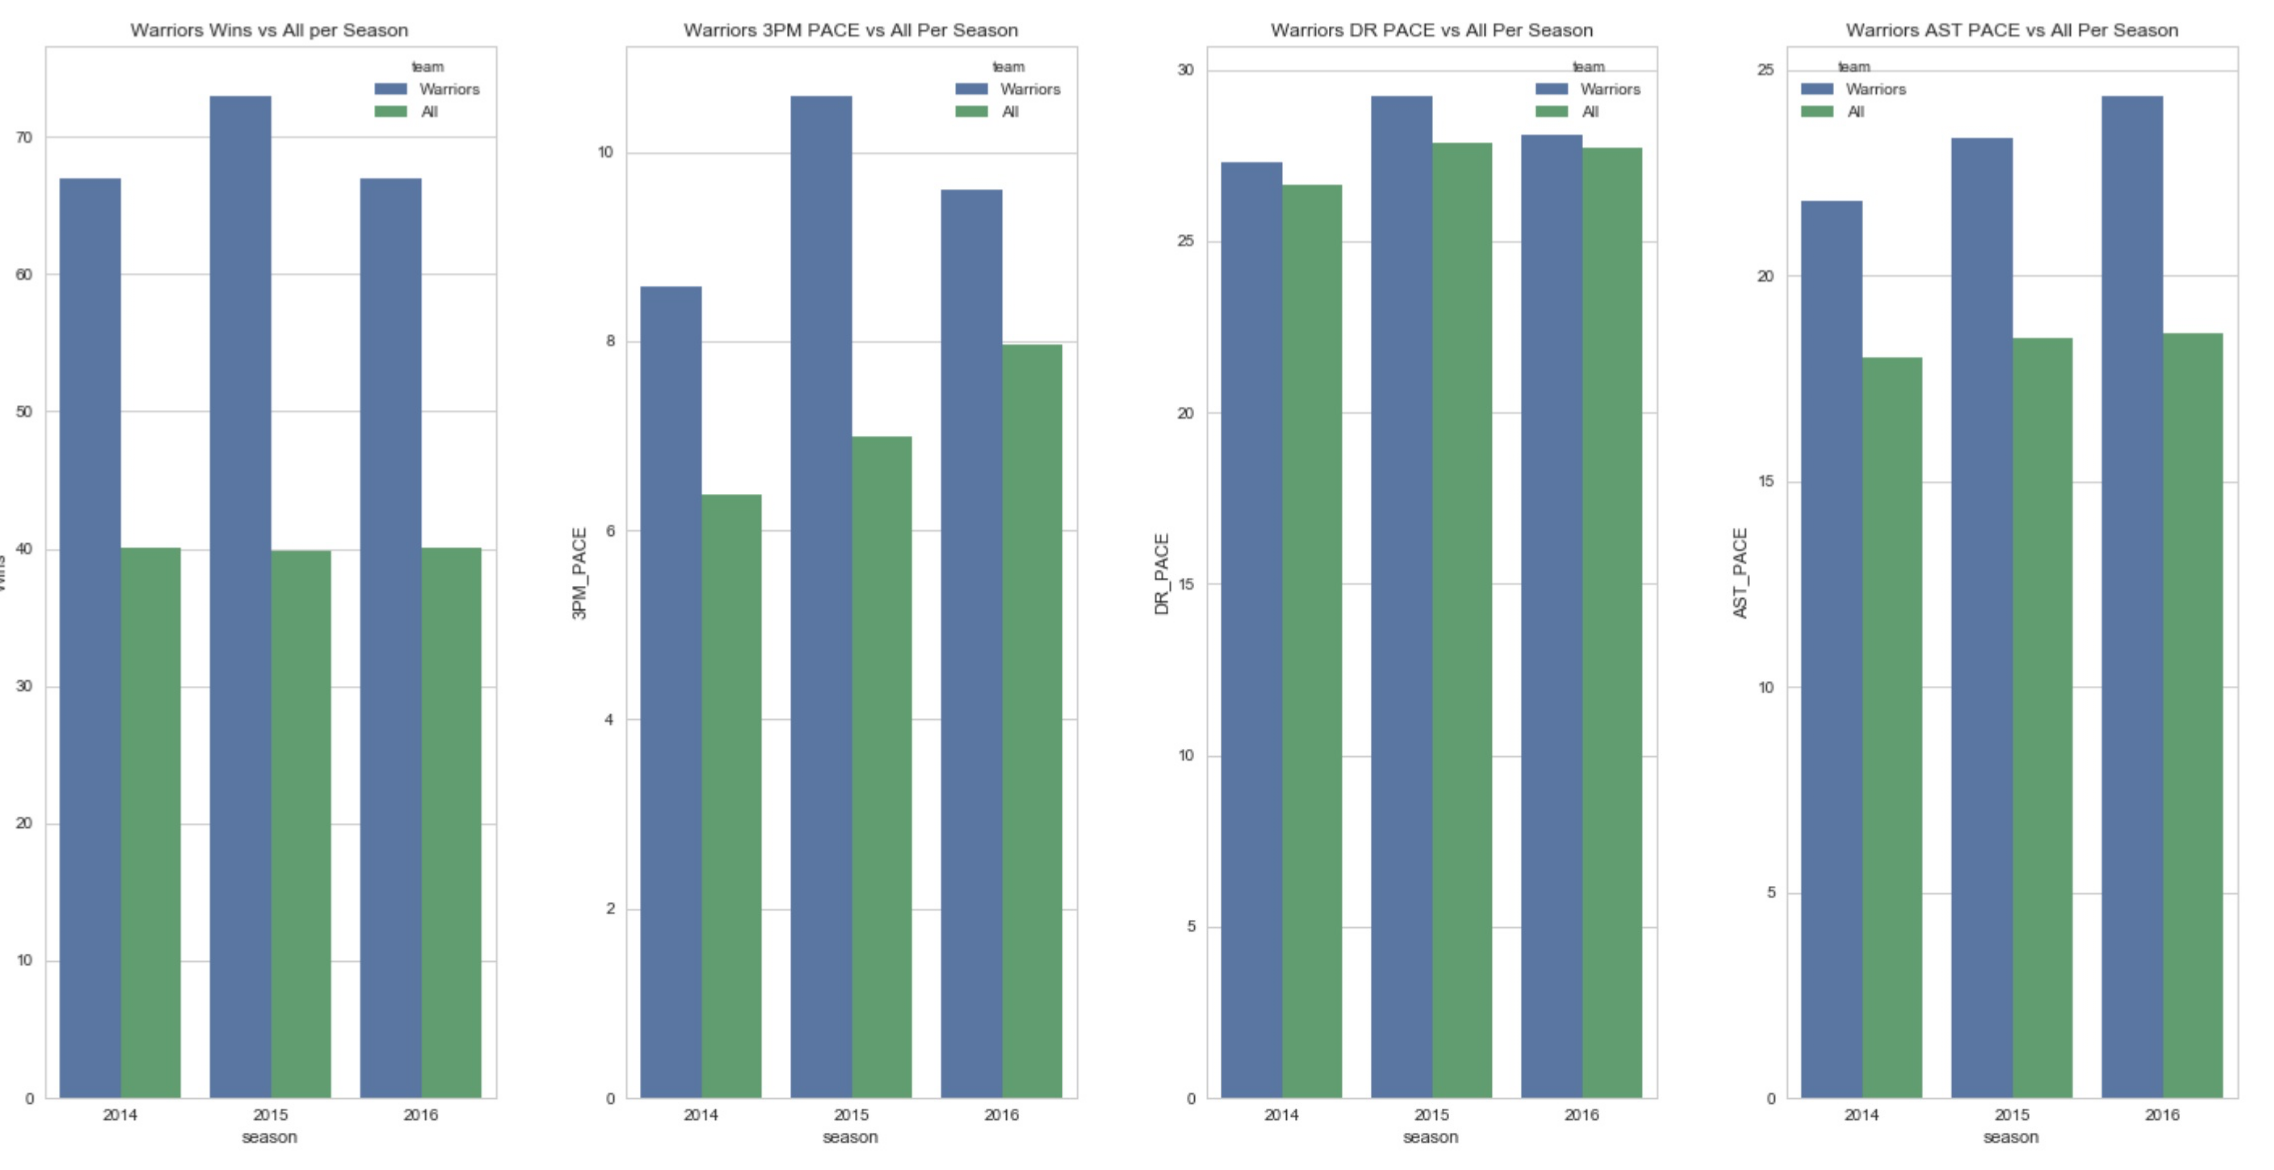 Warriors Wins vs All per Season
team
Warriors
All
70
60
50
40
30
20
10
0
2014 2015 2016
season
Warriors 3PM PACE vs All Per Season
team
Warriors
All
3PM_PACE
10
8
6
4
2
0
2014 2015 2016
season
Warriors DR PACE vs All Per Season
team
Warriors
All
DR_PACE
30
25
20
15
10
5
0
2014 2015 2016
season
Warriors AST PACE vs All Per Season
team
Warriors
All
AST_PACE
25
20
15
10
5
0
2014 2015 2016
season